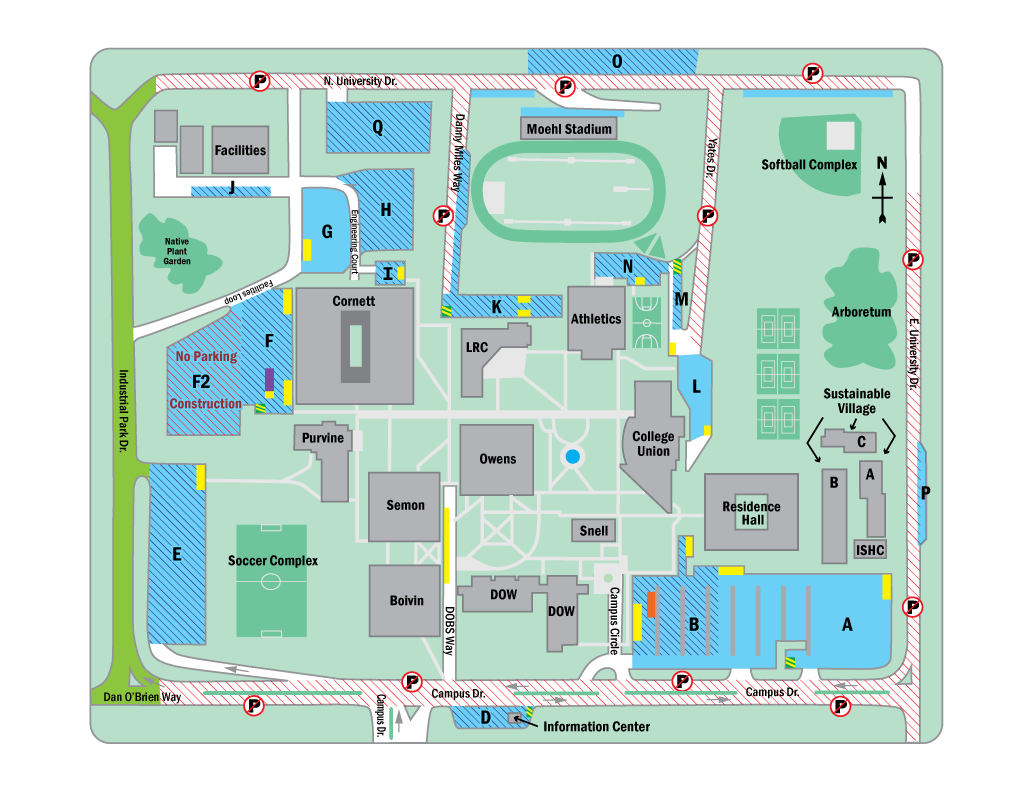 O
P
P
P
N. University Dr.
Q
Danny Miles Way
Moehl Stadium
Yates Dr.
Facilities
Softball Complex
N
J
H
G
Engineering Court
P
P
Native
Plant
Garden
I
N
P
Facilities Loop
M
K
Cornett
Athletics
Arboretum
F
LRC
E. University Dr.
No Parking
F2
Construction
L
Industrial Park Dr.
Sustainable
Village
C
Purvine
College
Union
Owens
A
B
P
Semon
Residence
Hall
Snell
ISHC
E
Soccer Complex
Boivin
DOW
DOW
DOBS Way
Campus Circle
B
A
P
P
P
Dan O'Brien Way
Campus Dr.
Campus Dr.
P
P
Campus Dr.
D
Information Center